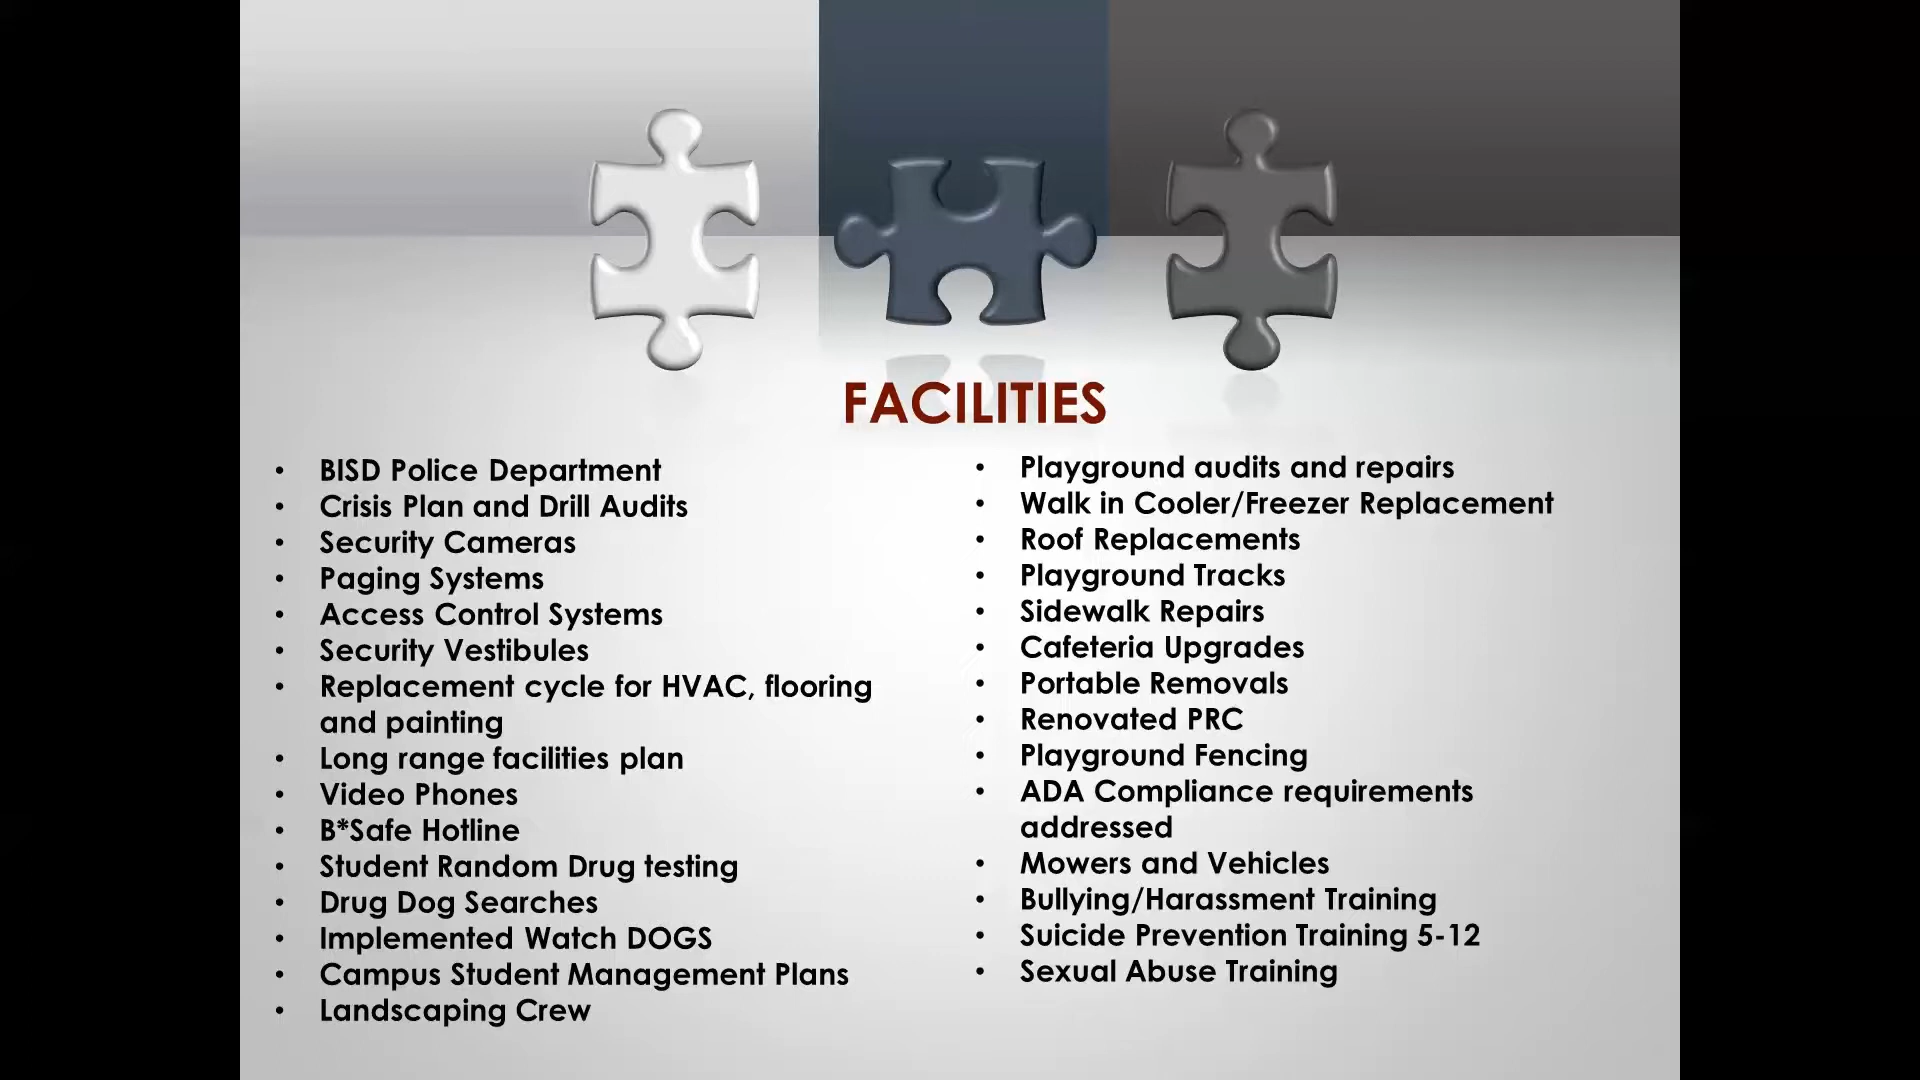 FACILITIES
• BISD Police Department
• Crisis Plan and Drill Audits
• Security Cameras
• Paging Systems
• Access Control Systems
• Security Vestibules
• Replacement cycle for HVAC, flooring
and painting
• Long range facilities plan
• Video Phones
• B*Safe Hotline
• Student Random Drug testing
• Drug Dog Searches
• Implemented Watch DOGS
• Campus Student Management Plans
• Landscaping Crew
• Playground audits and repairs
• Walk in Cooler/Freezer Replacement
• Roof Replacements
• Playground Tracks
• Sidewalk Repairs
• Cafeteria Upgrades
• Portable Removals
• Renovated PRC
• Playground Fencing
• ADA Compliance requirements
addressed
• Mowers and Vehicles
• Bullying/Harassment Training
• Suicide Prevention Training 5-12
• Sexual Abuse Training